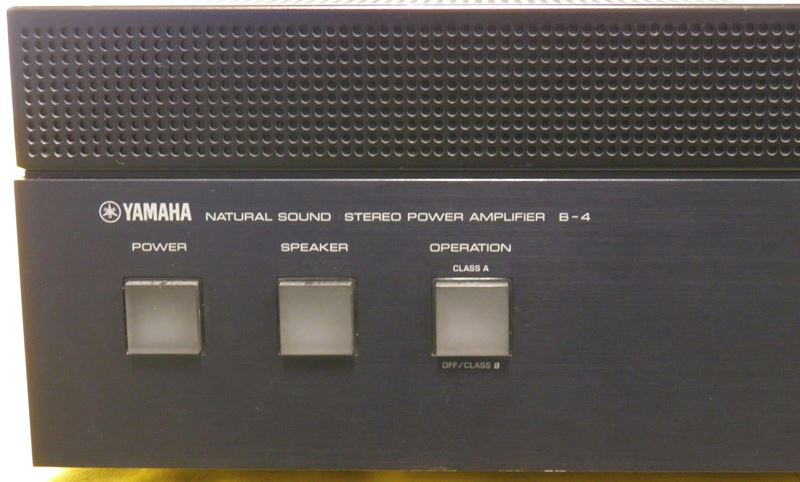 YAMAHA NATURAL SOUND STEREO POWER AMPLIFIER B-4
POWER SPEAKER OPERATION
CLASS A
OFF/CLASS B